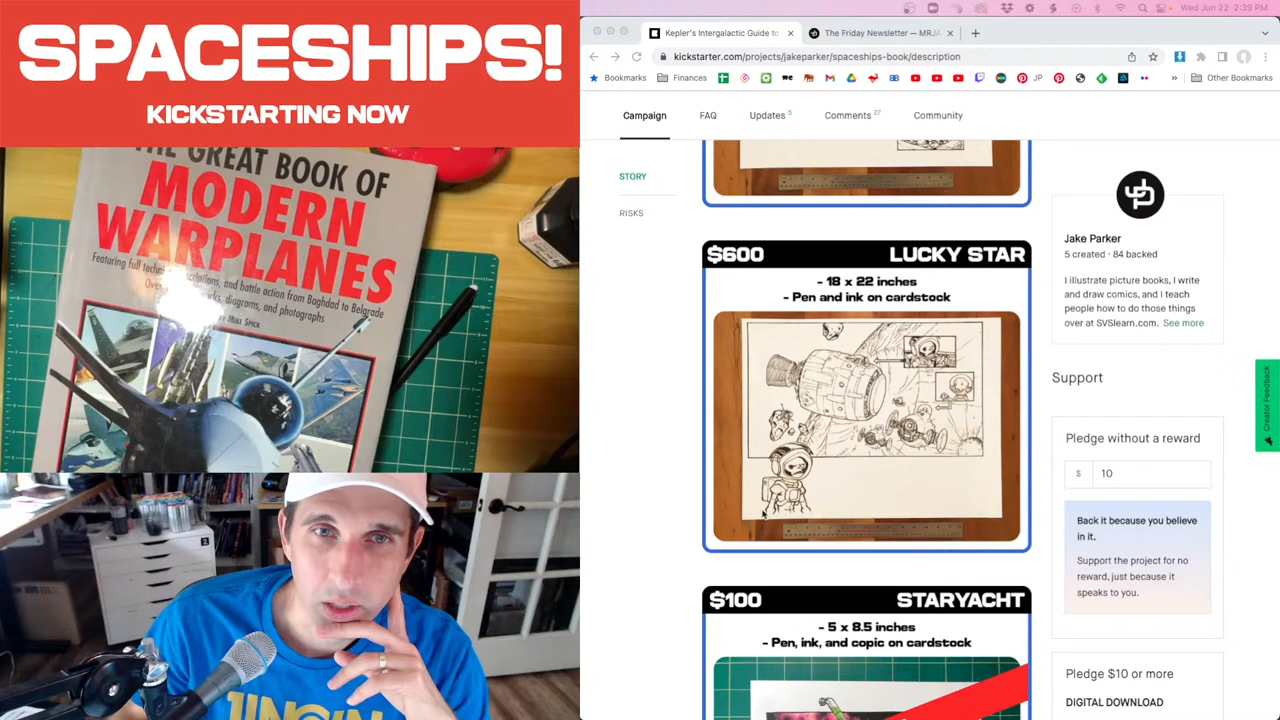 SPACESHIPS!
KICKSTARTING NOW
THE GREAT BOOK OF
MODERN
WARPLANES
BY MIKE SPICK
Wed Jun 22 2:39 PM
Kepler's Intergalactic Guide to
The Friday Newsletter — MRJA
kickstarter.com/projects/jakeparker/spaceships-book/description
Bookmarks
Finances
JP
Other Bookmarks
Campaign
FAQ
Updates 5
Comments 27
Community
STORY
RISKS
$600 LUCKY STAR
- 18 x 22 inches
- Pen and ink on cardstock
$100 STARYACHT
- 5 x 8.5 inches
- Pen, ink, and copic on cardstock
Jake Parker
5 created · 84 backed
I illustrate picture books, I write
and draw comics, and I teach
people how to do those things
over at SVSlearn.com. See more
Support
Pledge without a reward
$ 10
Back it because you believe
in it.
Support the project for no
reward, just because it
speaks to you.
Pledge $10 or more
DIGITAL DOWNLOAD
Creator Feedback